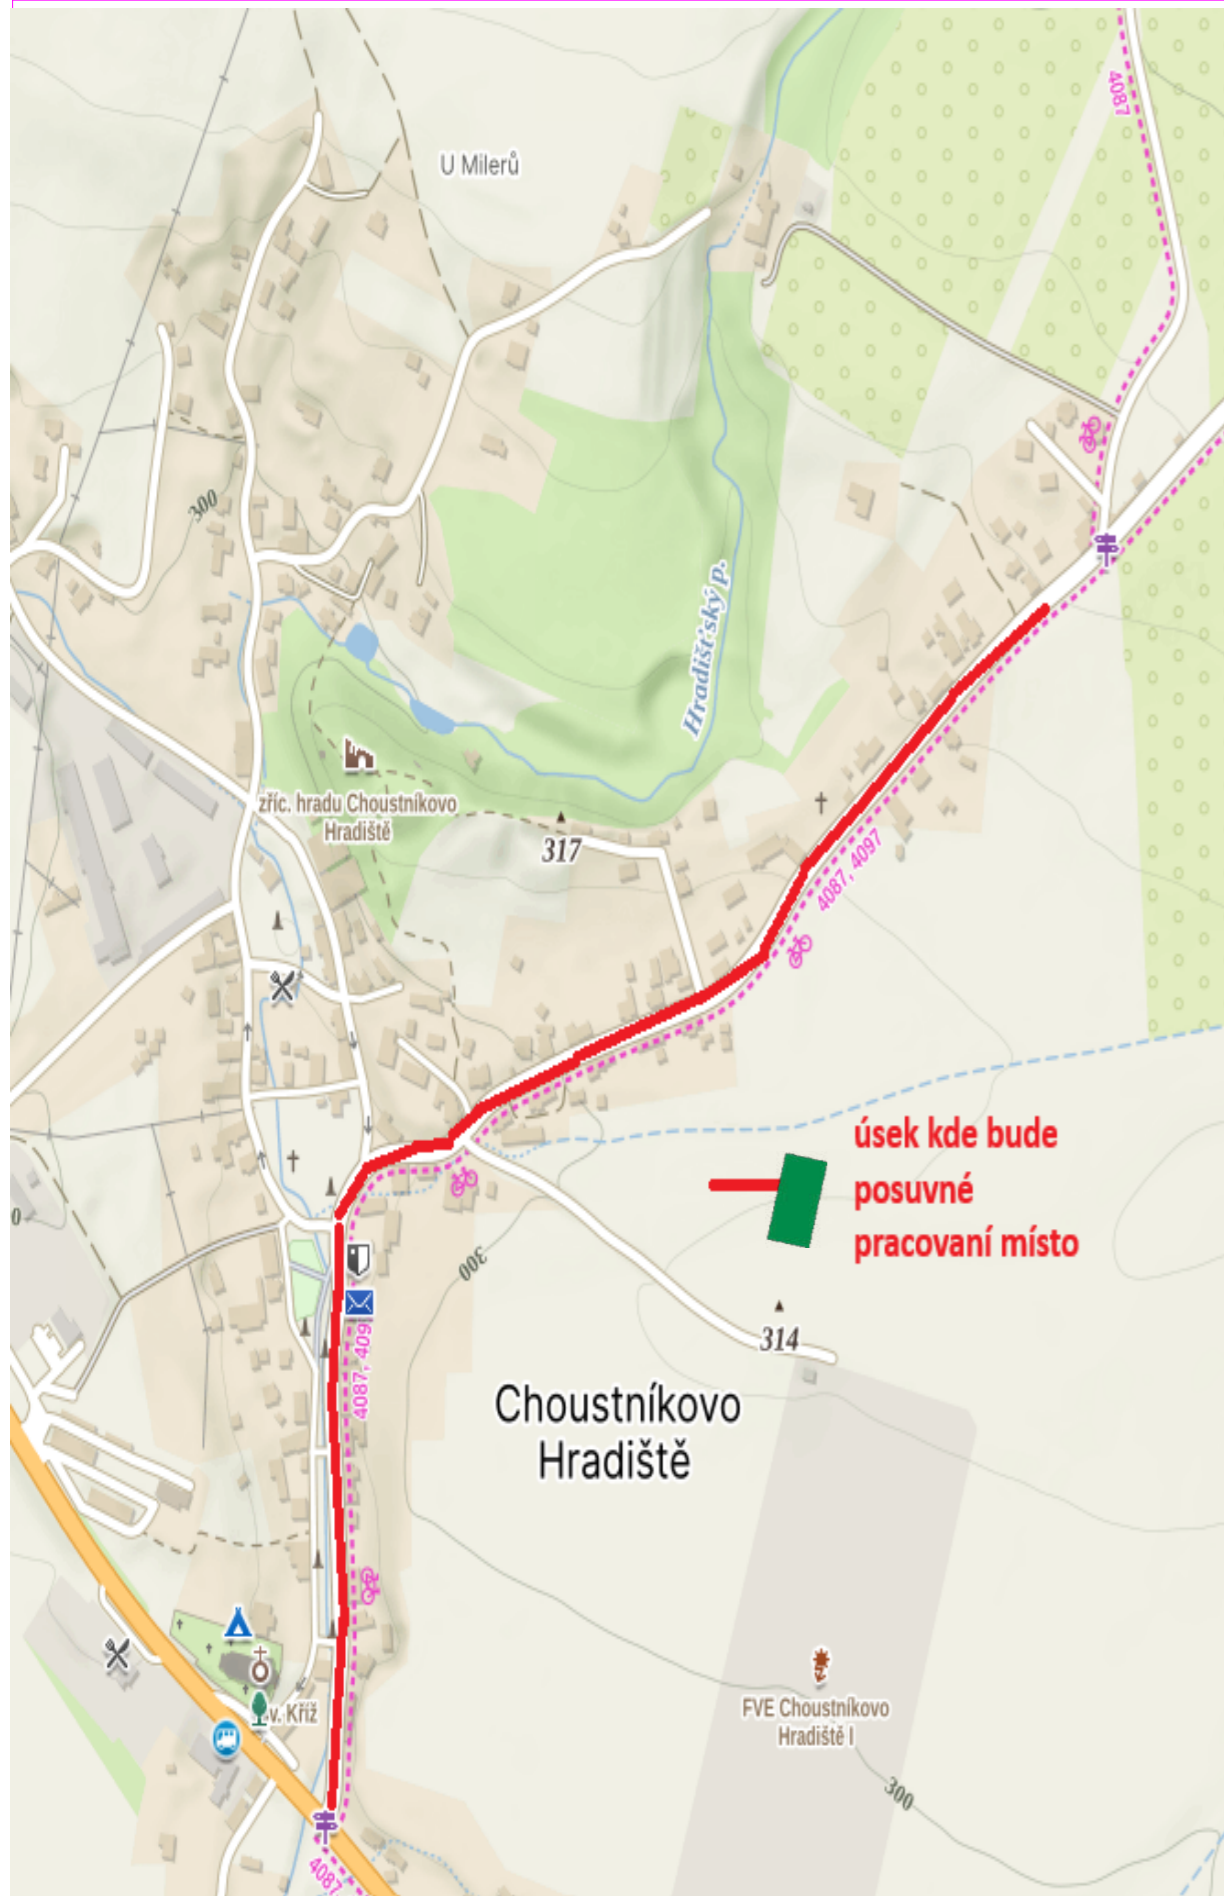 4087
U Milerů
300
Hradišťský p.
zříc. hradu Choustníkovo
Hradiště
317
4087, 4097
úsek kde bude
posuvné
pracovaní místo
0
300
314
4087, 409
Choustníkovo
Hradiště
v. Kříž
FVE Choustníkovo
Hradiště I
300
4087